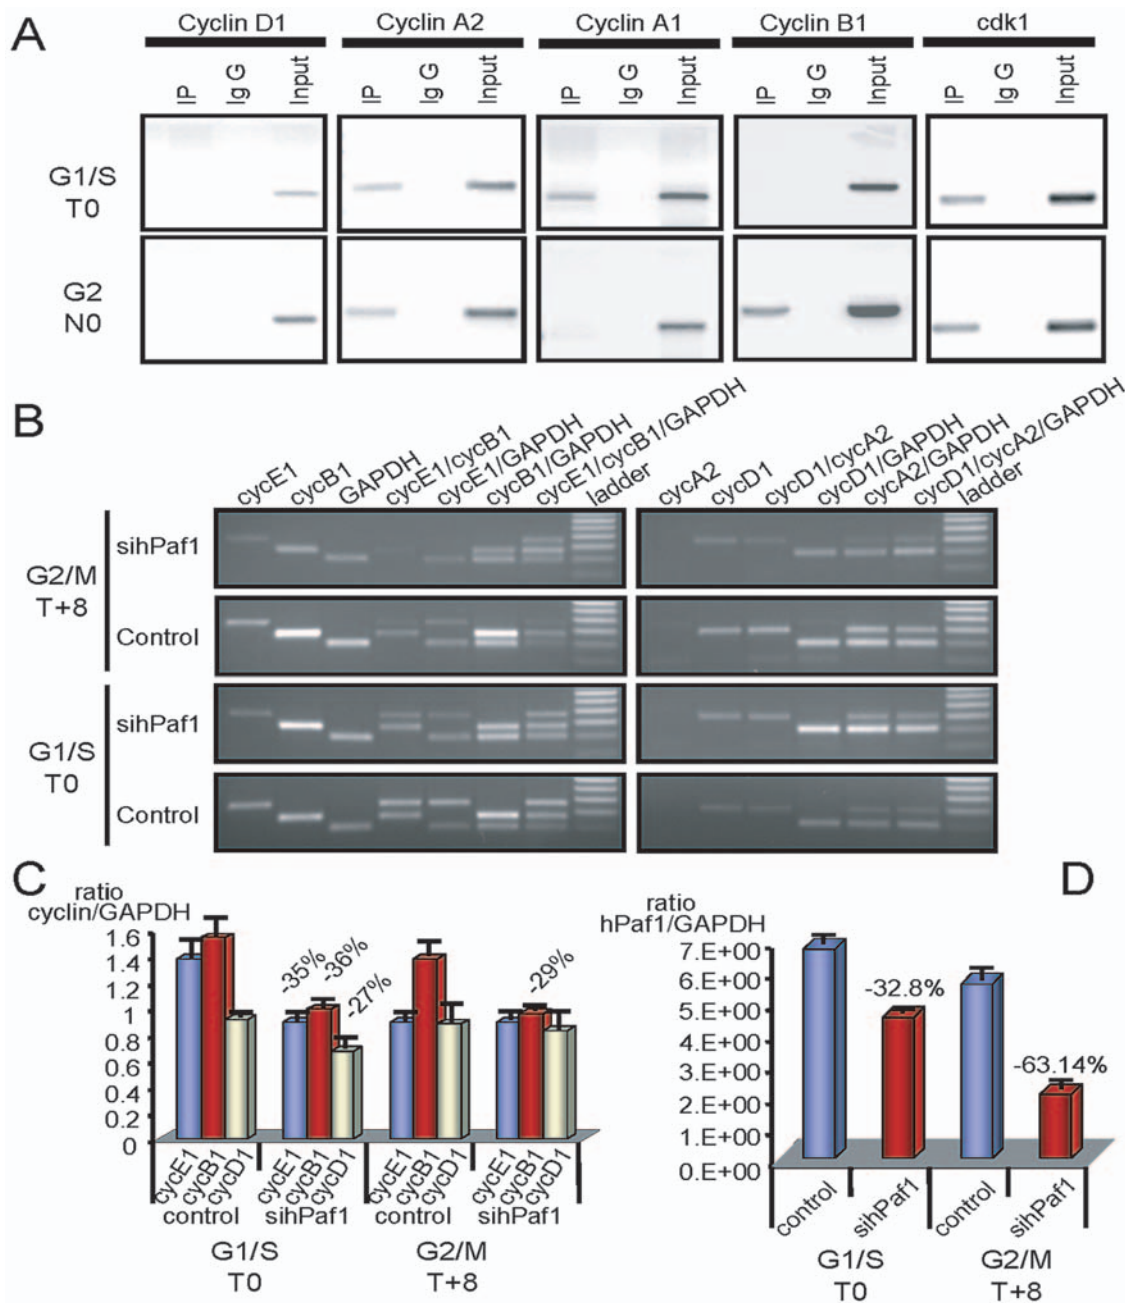 A
Cyclin D1 Cyclin A2 Cyclin A1 Cyclin B1 cdk1
IP Ig G Input IP Ig G Input IP Ig G Input IP Ig G Input IP Ig G Input
G1/S
T0
G2
N0
B
cycE1 cycB1 GAPDH cycE1/cycB1 cycE1/GAPDH cycB1/GAPDH cycE1/cycB1/GAPDH ladder cycA2 cycD1 cycD1/cycA2 cycD1/GAPDH cycA2/GAPDH cycD1/cycA2/GAPDH ladder
G2/M
T+8
sihPaf1
Control
G1/S
T0
sihPaf1
Control
C
ratio
cyclin/GAPDH
1.6
1.4
1.2
1
0.8
0.6
0.4
0.2
0
-35%
-36%
-27%
-29%
cycE1 cycB1 cycD1 cycE1 cycB1 cycD1 cycE1 cycB1 cycD1 cycE1 cycB1 cycD1
control sihPaf1 control sihPaf1
G1/S G2/M
T0 T+8
D
ratio
hPaf1/GAPDH
7.E+00
6.E+00
5.E+00
4.E+00
3.E+00
2.E+00
1.E+00
0.E+00
-32.8%
-63.14%
control sihPaf1 control sihPaf1
G1/S G2/M
T0 T+8